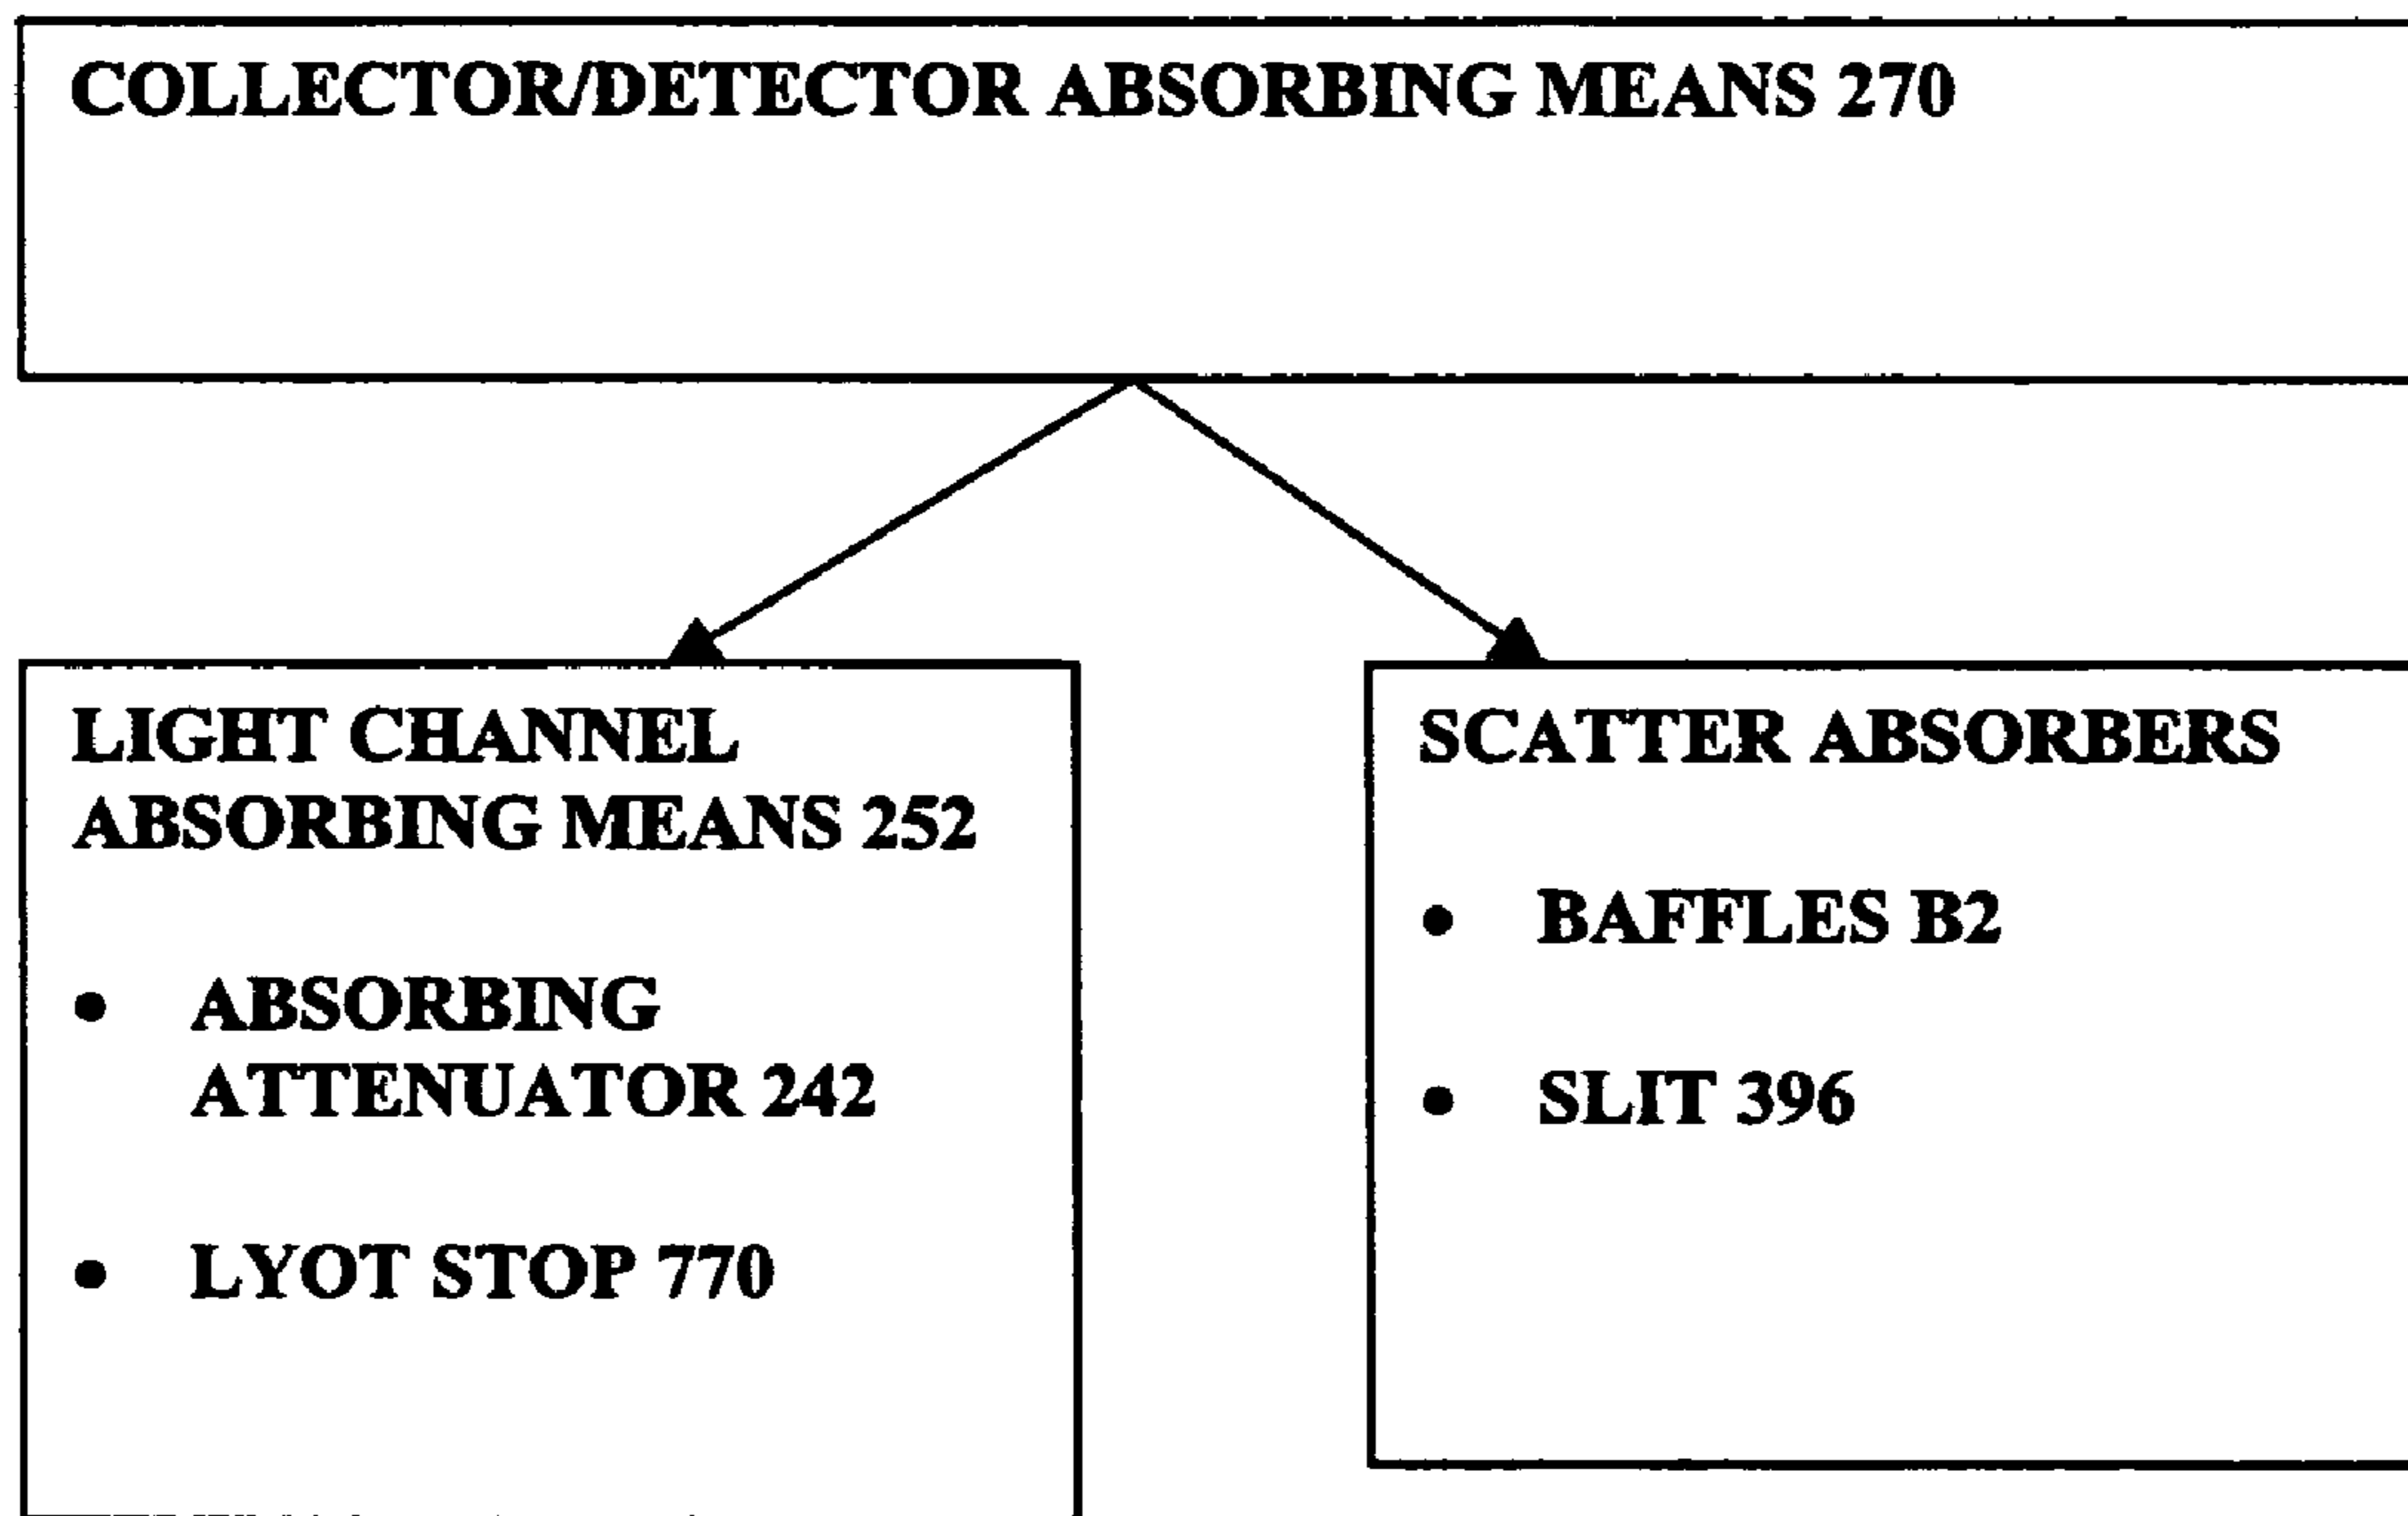 COLLECTOR/DETECTOR ABSORBING MEANS 270
LIGHT CHANNEL
ABSORBING MEANS 252
• ABSORBING
ATTENUATOR 242
• LYOT STOP 770
SCATTER ABSORBERS
• BAFFLES B2
• SLIT 396